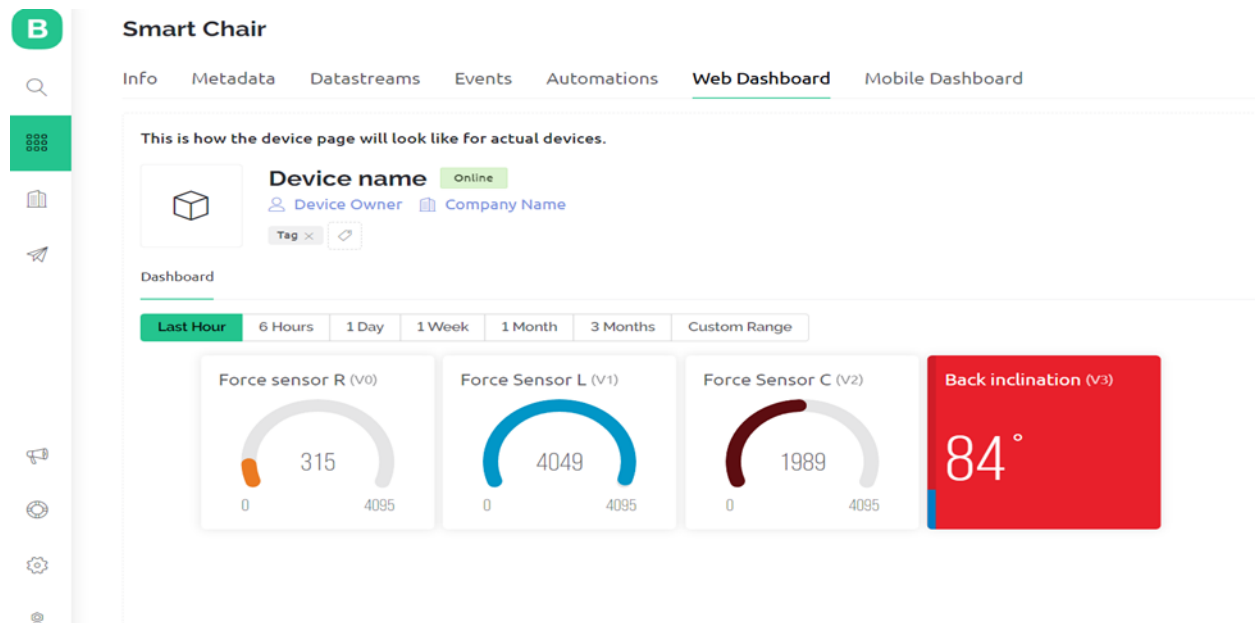 B
Smart Chair
Info Metadata Datastreams Events Automations Web Dashboard Mobile Dashboard
This is how the device page will look like for actual devices.
Device name Online
Device Owner Company Name
Tag ×
Dashboard
Last Hour 6 Hours 1 Day 1 Week 1 Month 3 Months Custom Range
Force sensor R (V0) Force Sensor L (V1) Force Sensor C (V2) Back inclination (V3)
315 4049 1989 84°
0 4095 0 4095 0 4095